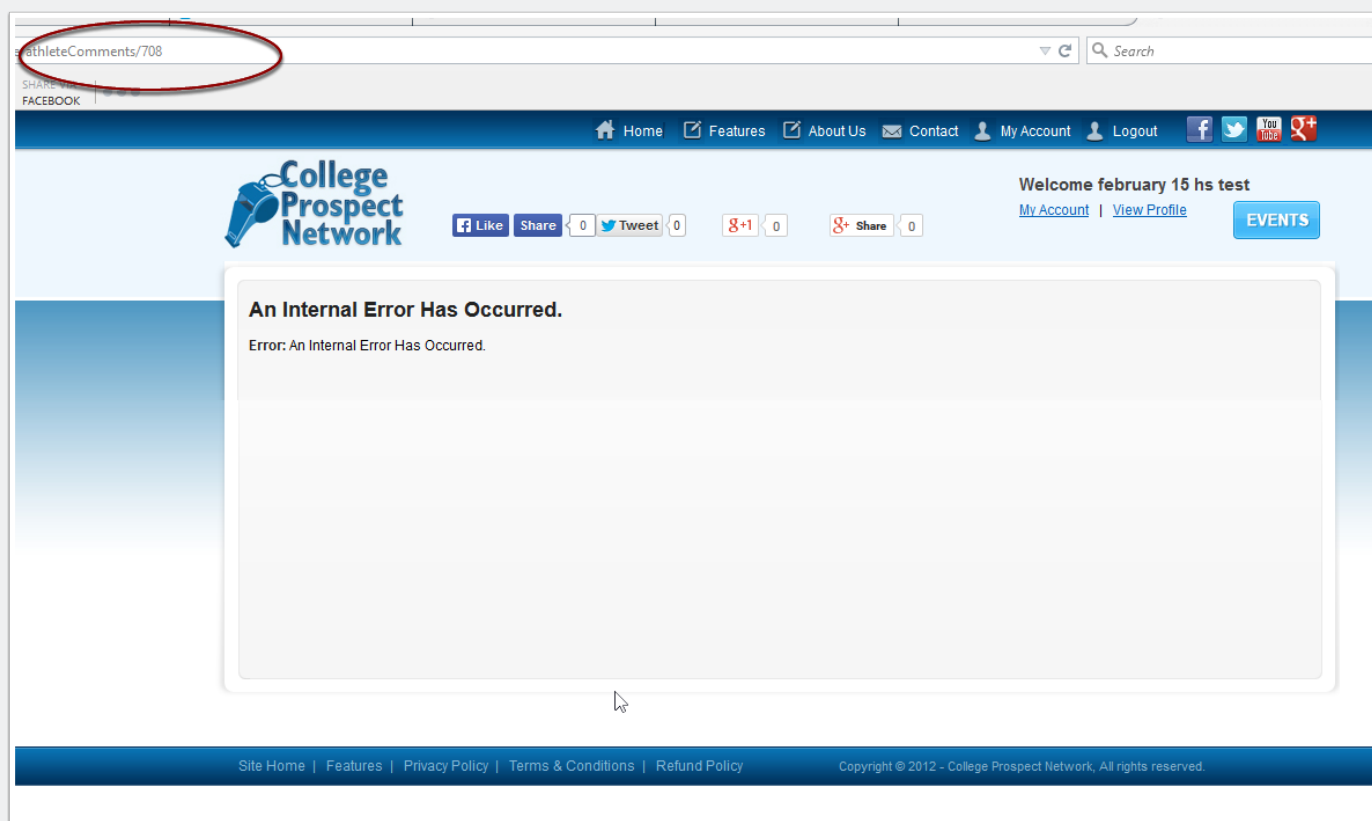 athleteComments/708
Search
SHARE VIA
FACEBOOK
Home Features About Us Contact My Account Logout f You Tube g+
College
Prospect
Network
Like Share 0 Tweet 0 g+1 0 g+ Share 0
Welcome february 15 hs test
My Account | View Profile
EVENTS
An Internal Error Has Occurred.
Error: An Internal Error Has Occurred.
Site Home | Features | Privacy Policy | Terms & Conditions | Refund Policy
Copyright © 2012 - College Prospect Network, All rights reserved.